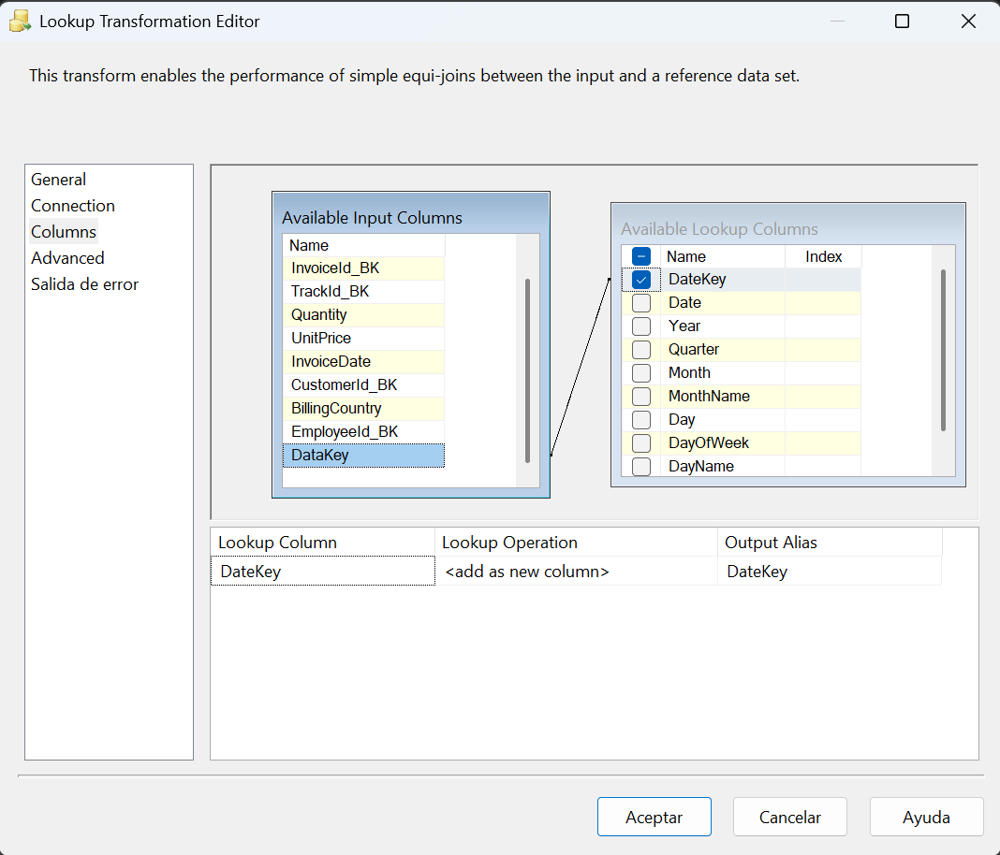 Lookup Transformation Editor
This transform enables the performance of simple equi-joins between the input and a reference data set.
General
Connection
Columns
Advanced
Salida de error
Available Input Columns
Name
InvoiceId_BK
TrackId_BK
Quantity
UnitPrice
InvoiceDate
CustomerId_BK
BillingCountry
EmployeeId_BK
DataKey
Available Lookup Columns
Name Index
DateKey
Date
Year
Quarter
Month
MonthName
Day
DayOfWeek
DayName
Lookup Column Lookup Operation Output Alias
DateKey <add as new column> DateKey
Aceptar Cancelar Ayuda